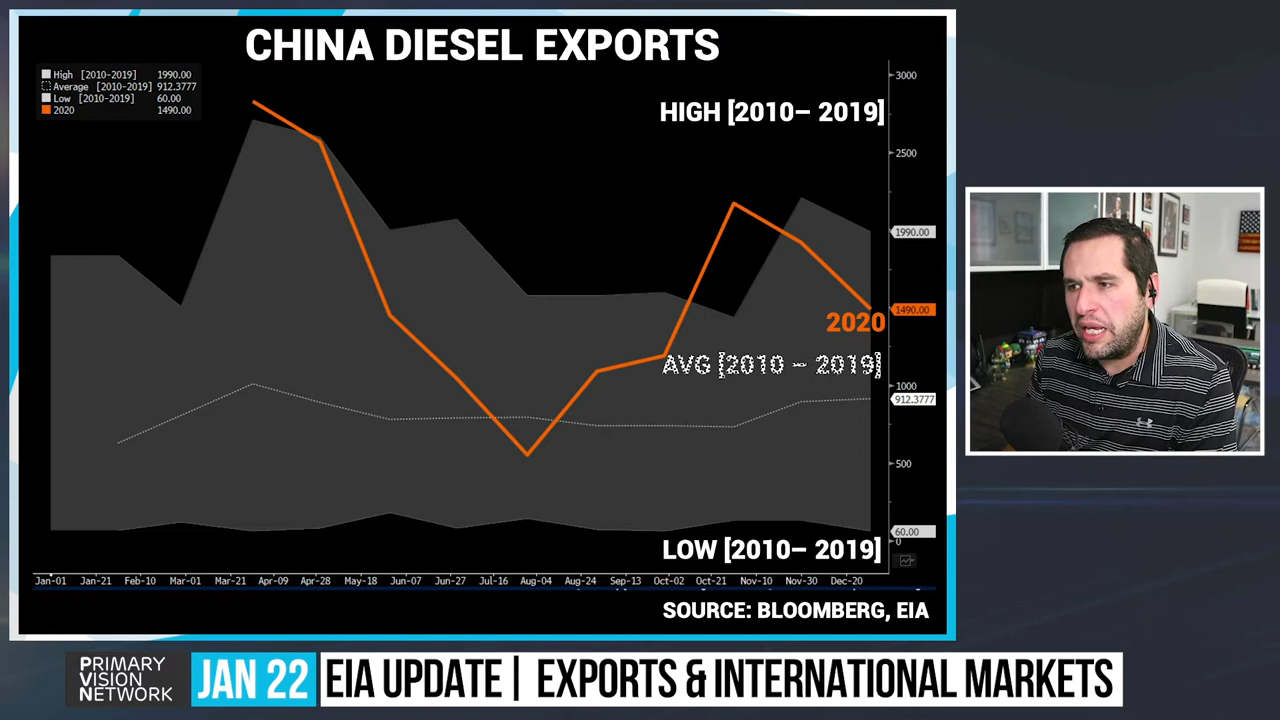 CHINA DIESEL EXPORTS
High [2010-2019] 1990.00
Average [2010-2019] 912.3777
Low [2010-2019] 60.00
2020 1490.00
HIGH [2010– 2019]
3000
2500
1990.00
1490.00
2020
AVG [2010 – 2019]
1000
912.3777
500
60.00
0
LOW [2010– 2019]
Jan-01 Jan-21 Feb-10 Mar-01 Mar-21 Apr-09 Apr-28 May-18 Jun-07 Jun-27 Jul-16 Aug-04 Aug-24 Sep-13 Oct-02 Oct-21 Nov-10 Nov-30 Dec-20
SOURCE: BLOOMBERG, EIA
PRIMARY
VISION
NETWORK
JAN 22 EIA UPDATE | EXPORTS & INTERNATIONAL MARKETS